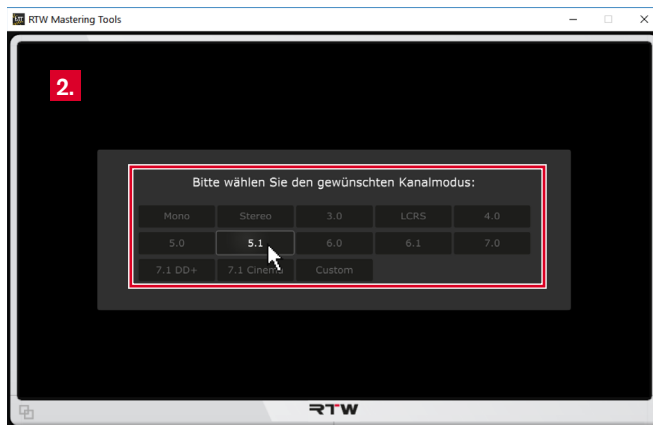 RTW Mastering Tools
2.
Bitte wählen Sie den gewünschten Kanalmodus:
Mono Stereo 3.0 LCRS 4.0
5.0 5.1 6.0 6.1 7.0
7.1 DD+ 7.1 Cinema Custom
RTW